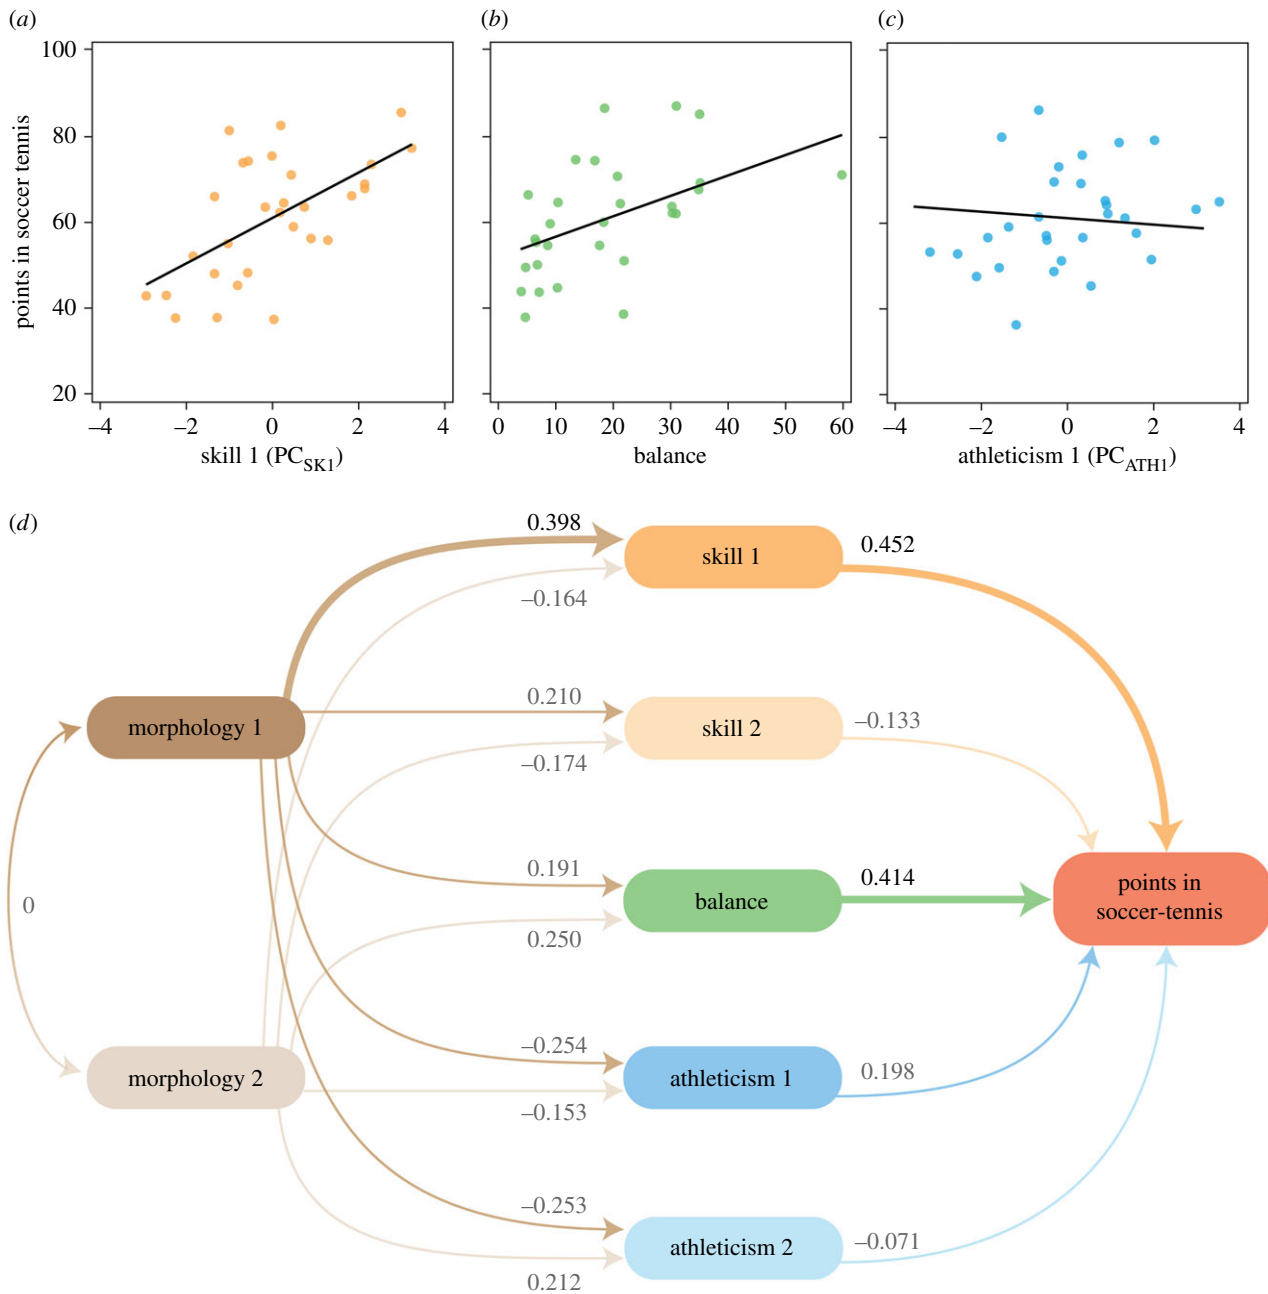 (a)
(b)
(c)
points in soccer tennis
100
80
60
40
20
–4 –2 0 2 4
skill 1 (PCSK1)
0 10 20 30 40 50 60
balance
–4 –2 0 2 4
athleticism 1 (PCATH1)
(d)
0.398
skill 1
0.452
–0.164
morphology 1
0.210
skill 2
–0.133
–0.174
0.191
balance
0.414
0.250
0
points in
soccer-tennis
morphology 2
–0.254
athleticism 1
0.198
–0.153
–0.253
athleticism 2
–0.071
0.212